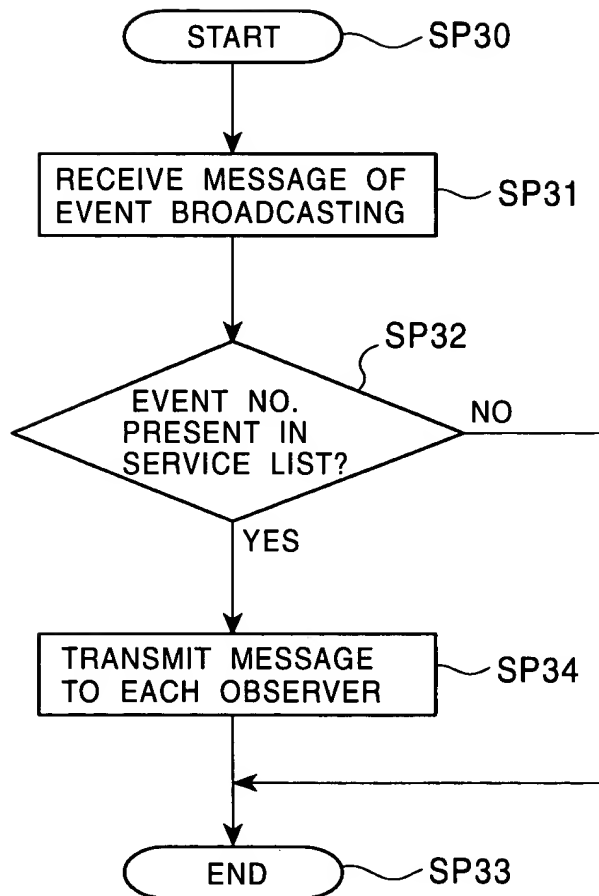 START
SP30
RECEIVE MESSAGE OF
EVENT BROADCASTING
SP31
SP32
EVENT NO.
PRESENT IN
SERVICE LIST?
NO
YES
TRANSMIT MESSAGE
TO EACH OBSERVER
SP34
END
SP33